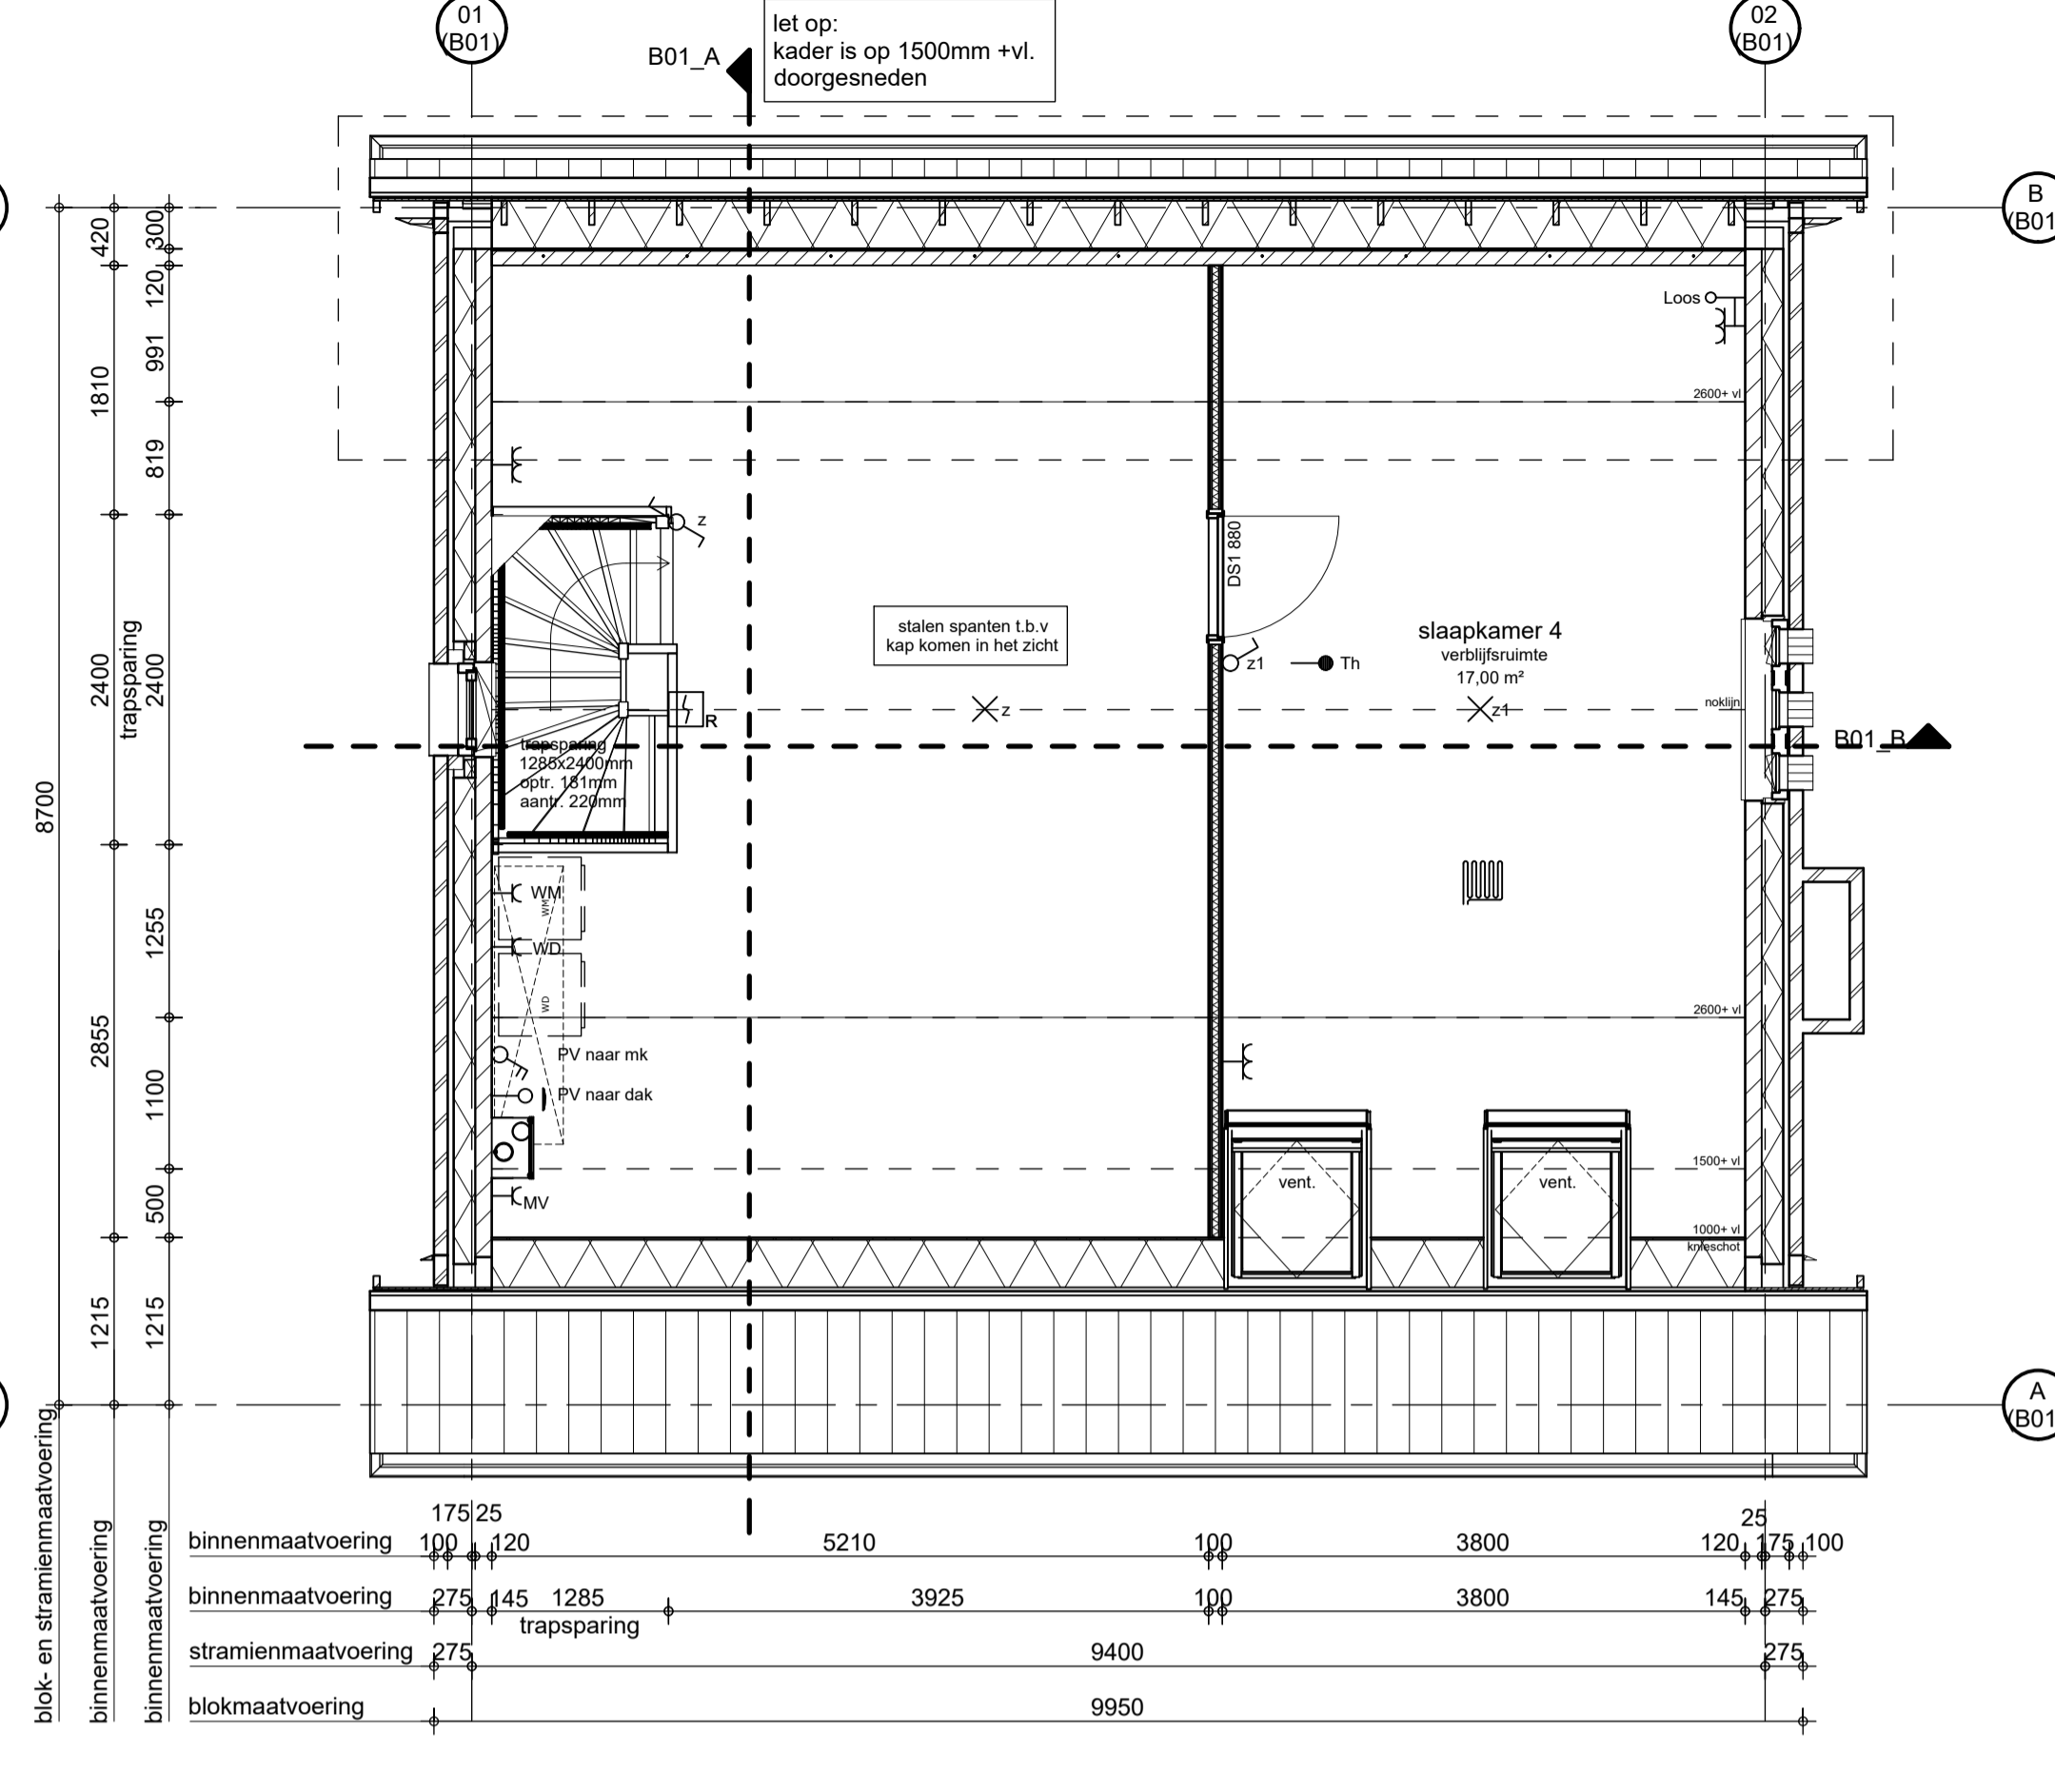 01
(B01)
B01_A
let op:
kader is op 1500mm +vl.
doorgesneden
02
(B01)
B
(B01
420
300
120
991
1810
819
2400
trapsparing
2400
8700
1255
2855
1100
500
1215
1215
Loos
2600+ vl
z
DS1 880
stalen spanten t.b.v
kap komen in het zicht
slaapkamer 4
verblijfsruimte
17,00 m²
z1
Th
z
z1
noklijn
R
B01_B
trapsparing
1285x2400mm
optr. 181mm
aantr. 220mm
WM
WM
WD
WD
2600+ vl
PV naar mk
PV naar dak
MV
1500+ vl
vent.
vent.
1000+ vl
knieschot
A
(B01
blok- en stramienmaatvoering
binnenmaatvoering
binnenmaatvoering
175 25
25
binnenmaatvoering 100 120 5210 100 3800 120 175 100
binnenmaatvoering 275 145 1285 3925 100 3800 145 275
trapsparing
stramienmaatvoering 275 9400 275
blokmaatvoering 9950